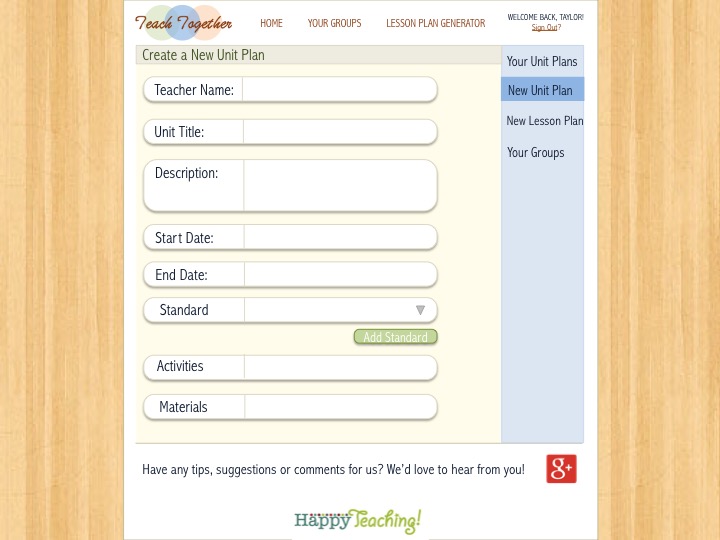 Teach Together
HOME
YOUR GROUPS
LESSON PLAN GENERATOR
WELCOME BACK, TAYLOR!
Sign Out?
Create a New Unit Plan
Your Unit Plans
New Unit Plan
New Lesson Plan
Your Groups
Teacher Name:
Unit Title:
Description:
Start Date:
End Date:
Standard
Add Standard
Activities
Materials
Have any tips, suggestions or comments for us? We’d love to hear from you!
g+
Happy Teaching!